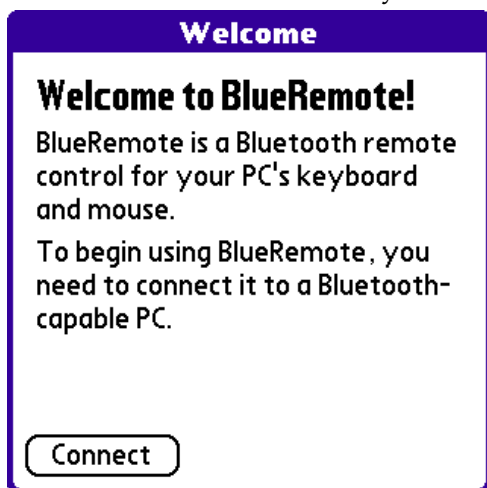 Welcome
Welcome to BlueRemote!
BlueRemote is a Bluetooth remote
control for your PC's keyboard
and mouse.
To begin using BlueRemote, you
need to connect it to a Bluetooth-
capable PC.
Connect